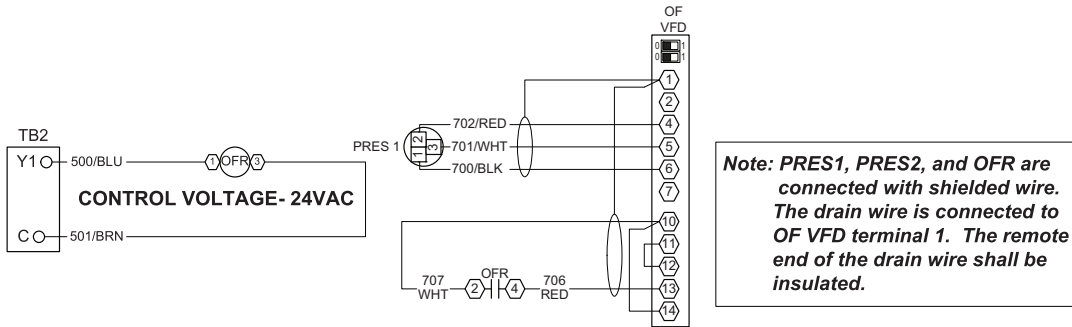 OF
VFD
0 1
0 1
1
2
4
5
6
7
10
11
12
13
14
TB2
Y1
500/BLU
1 OFR 3
CONTROL VOLTAGE- 24VAC
C
501/BRN
PRES 1
1 2 3
702/RED
701/WHT
700/BLK
707
WHT
2
OFR
4
706
RED
Note: PRES1, PRES2, and OFR are
connected with shielded wire.
The drain wire is connected to
OF VFD terminal 1. The remote
end of the drain wire shall be
insulated.